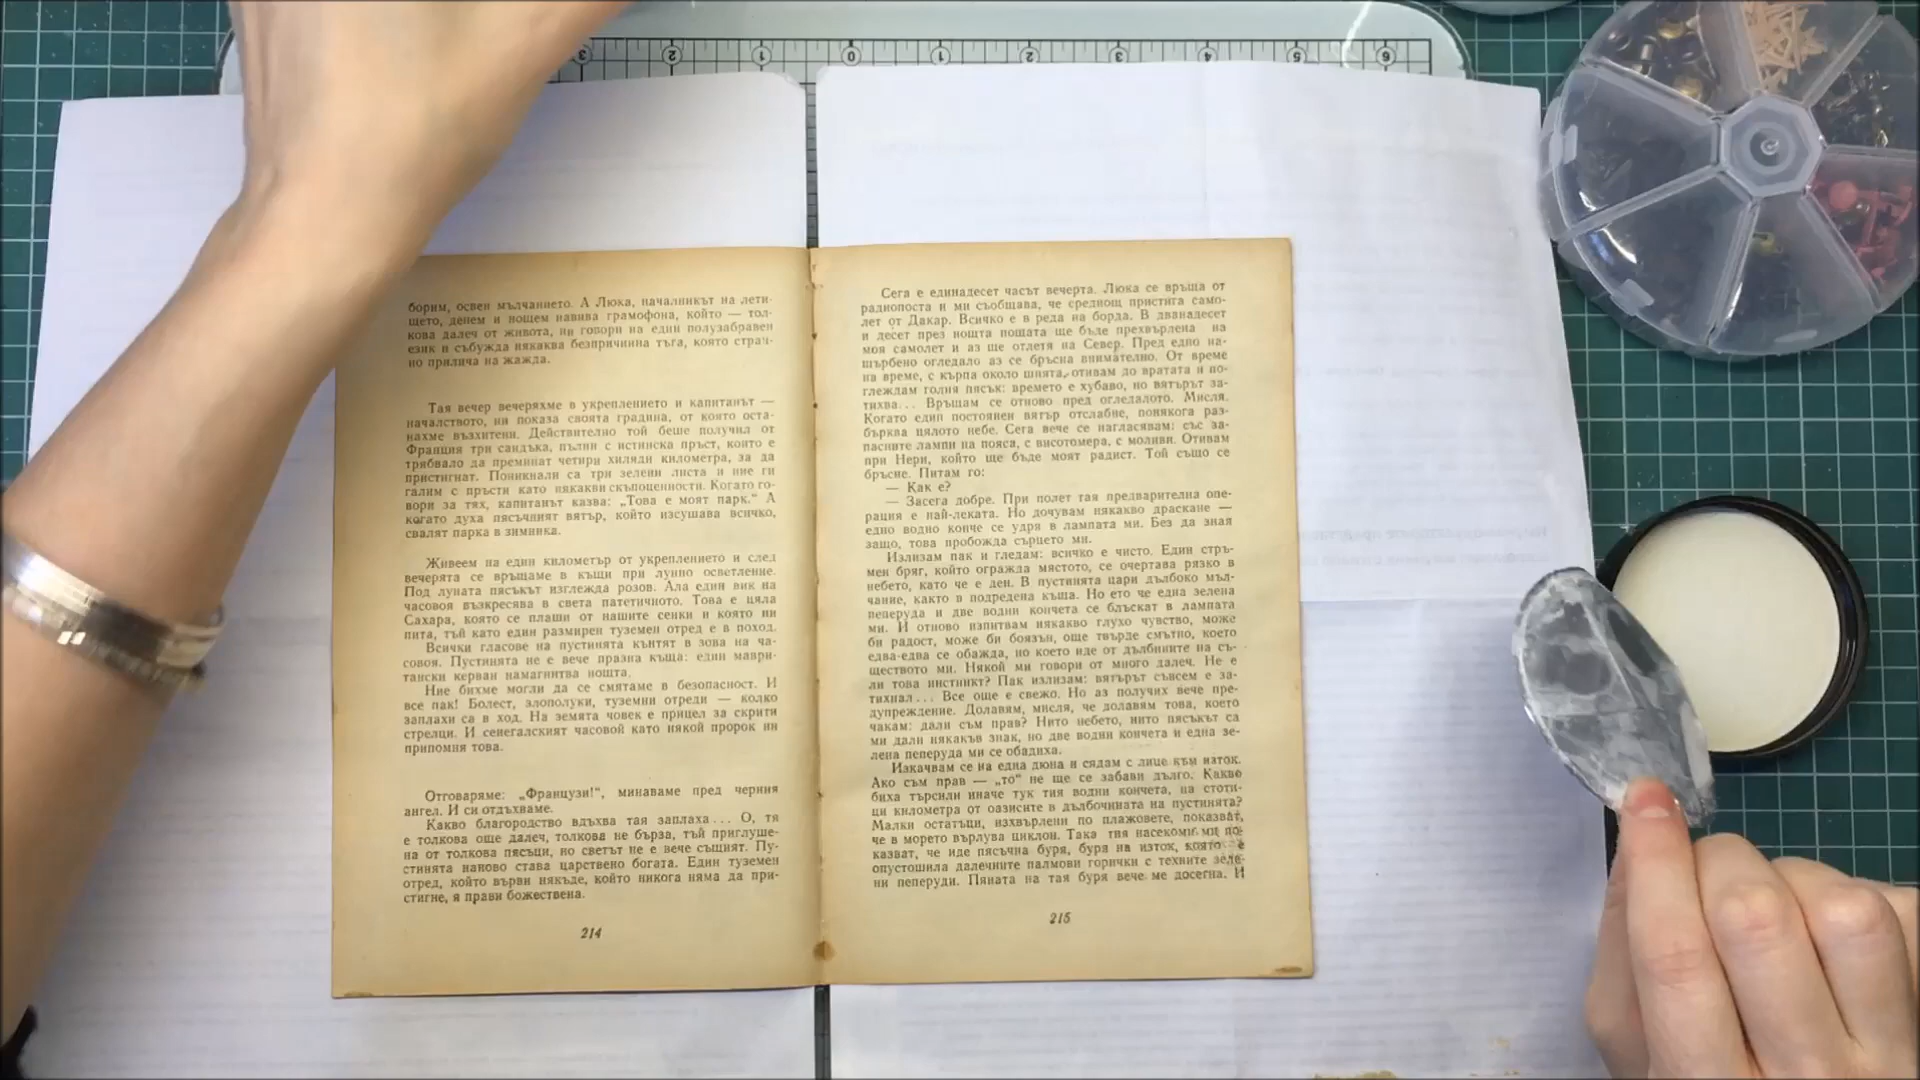 борим, освен мълчанието. А Люка, началникът на лети-
щето, денем и нощем навива грамофона, който — тол-
кова далеч от живота, ни говори на един полузабравен
език и събужда някаква безпричинна тъга, която страч-
но прилича на жажда.
Тая вечер вечеряхме в укреплението и капитанът —
началството, ни показа своята градина, от която оста-
нахме възхитени. Действително той беше получил от
Франция три сандъка, пълни с истинска пръст, които е
трябвало да преминат четири хиляди километра, за да
пристигнат. Поникнали са три зелени листа и ние ги
галим с пръсти като някакви скъпоценности. Когато го-
вори за тях, капитанът казва: „Това е моят парк.“ А
когато духа пясъчният вятър, който изсушава всичко,
свалят парка в зимника.
Живеем на един километър от укреплението и след
вечерята се връщаме в къщи при лунно осветление.
Под луната пясъкът изглежда розов. Ала един вик на
часовоя възкресява в света патетичното. Това е цяла
Сахара, която се плаши от нашите сенки и която ни
пита, тъй като един размирен туземен отред е в поход.
Всички гласове на пустинята кънтят в зова на ча-
совоя. Пустинята не е вече празна къща: един маври-
тански керван намагнитва нощта.
Ние бихме могли да се смятаме в безопасност. И
все пак! Болест, злополуки, туземни отреди — колко
заплахи са в ход. На земята човек е прицел за скрити
стрелци. И сенегалският часовой като някой пророк ни
припомня това.
Отговаряме: „Французи!“, минаваме пред черния
ангел. И си отдъхваме.
Какво благородство вдъхва тая заплаха... О, тя
е толкова още далеч, толкова не бърза, тъй приглуше-
на от толкова пясъци, но светът не е вече същият. Пу-
стинята наново става царствено богата. Един туземен
отред, който върви някъде, който никога няма да при-
стигне, я прави божествена.
214
Сега е единадесет часът вечерта. Люка се връща от
радиопоста и ми съобщава, че среднощ пристига само-
лет от Дакар. Всичко е в реда на борда. В дванадесет
и десет през нощта пощата ще бъде прехвърлена на
моя самолет и аз ще отлетя на Север. Пред едно на-
щърбено огледало аз се бръсна внимателно. От време
на време, с кърпа около шията, отивам до вратата и по-
глеждам голия пясък: времето е хубаво, но вятърът за-
тихва... Връщам се отново пред огледалото. Мисля.
Когато един постоянен вятър отслабне, понякога раз-
бърква цялото небе. Сега вече се нагласявам: със за-
пасните лампи на пояса, с висотомера, с моливи. Отивам
при Нери, който ще бъде моят радист. Той също се
бръсне. Питам го:
— Как е?
— Засега добре. При полет тая предварителна опе-
рация е най-леката. Но дочувам някакво драскане —
едно водно конче се удря в лампата ми. Без да зная
защо, това пробожда сърцето ми.
Излизам пак и гледам: всичко е чисто. Един стръ-
мен бряг, който огражда мястото, се очертава рязко в
небето, като че е ден. В пустинята цари дълбоко мъл-
чание, както в подредена къща. Но ето че една зелена
пеперуда и две водни кончета се блъскат в лампата
ми. И отново изпитвам някакво глухо чувство, може
би радост, може би боязън, още твърде смътно, което
едва-едва се обажда, но което иде от дълбините на съ-
ществото ми. Някой ми говори от много далеч. Не е
ли това инстинкт? Пак излизам: вятърът съвсем е за-
тихнал... Все още е свежо. Но аз получих вече пре-
дупреждение. Долавям, мисля, че долавям това, което
чакам: дали съм прав? Нито небето, нито пясъкът са
ми дали някакъв знак, но две водни кончета и една зе-
лена пеперуда ми се обадиха.
Изкачвам се на една дюна и сядам с лице към изток.
Ако съм прав — „то“ не ще се забави дълго. Какво
биха търсили иначе тук тия водни кончета, на стоти-
ци километра от оазисите в дълбочината на пустинята?
Малки остатъци, изхвърлени по плажовете, показват,
че в морето върлува циклон. Така тия насекоми ми по-
казват, че иде пясъчна буря, буря на изток, която е
опустошила далечните палмови горички с техните зеле-
ни пеперуди. Пяната на тая буря вече ме досегна. И
215
3 2 1 0 1 2 3 4 5 6